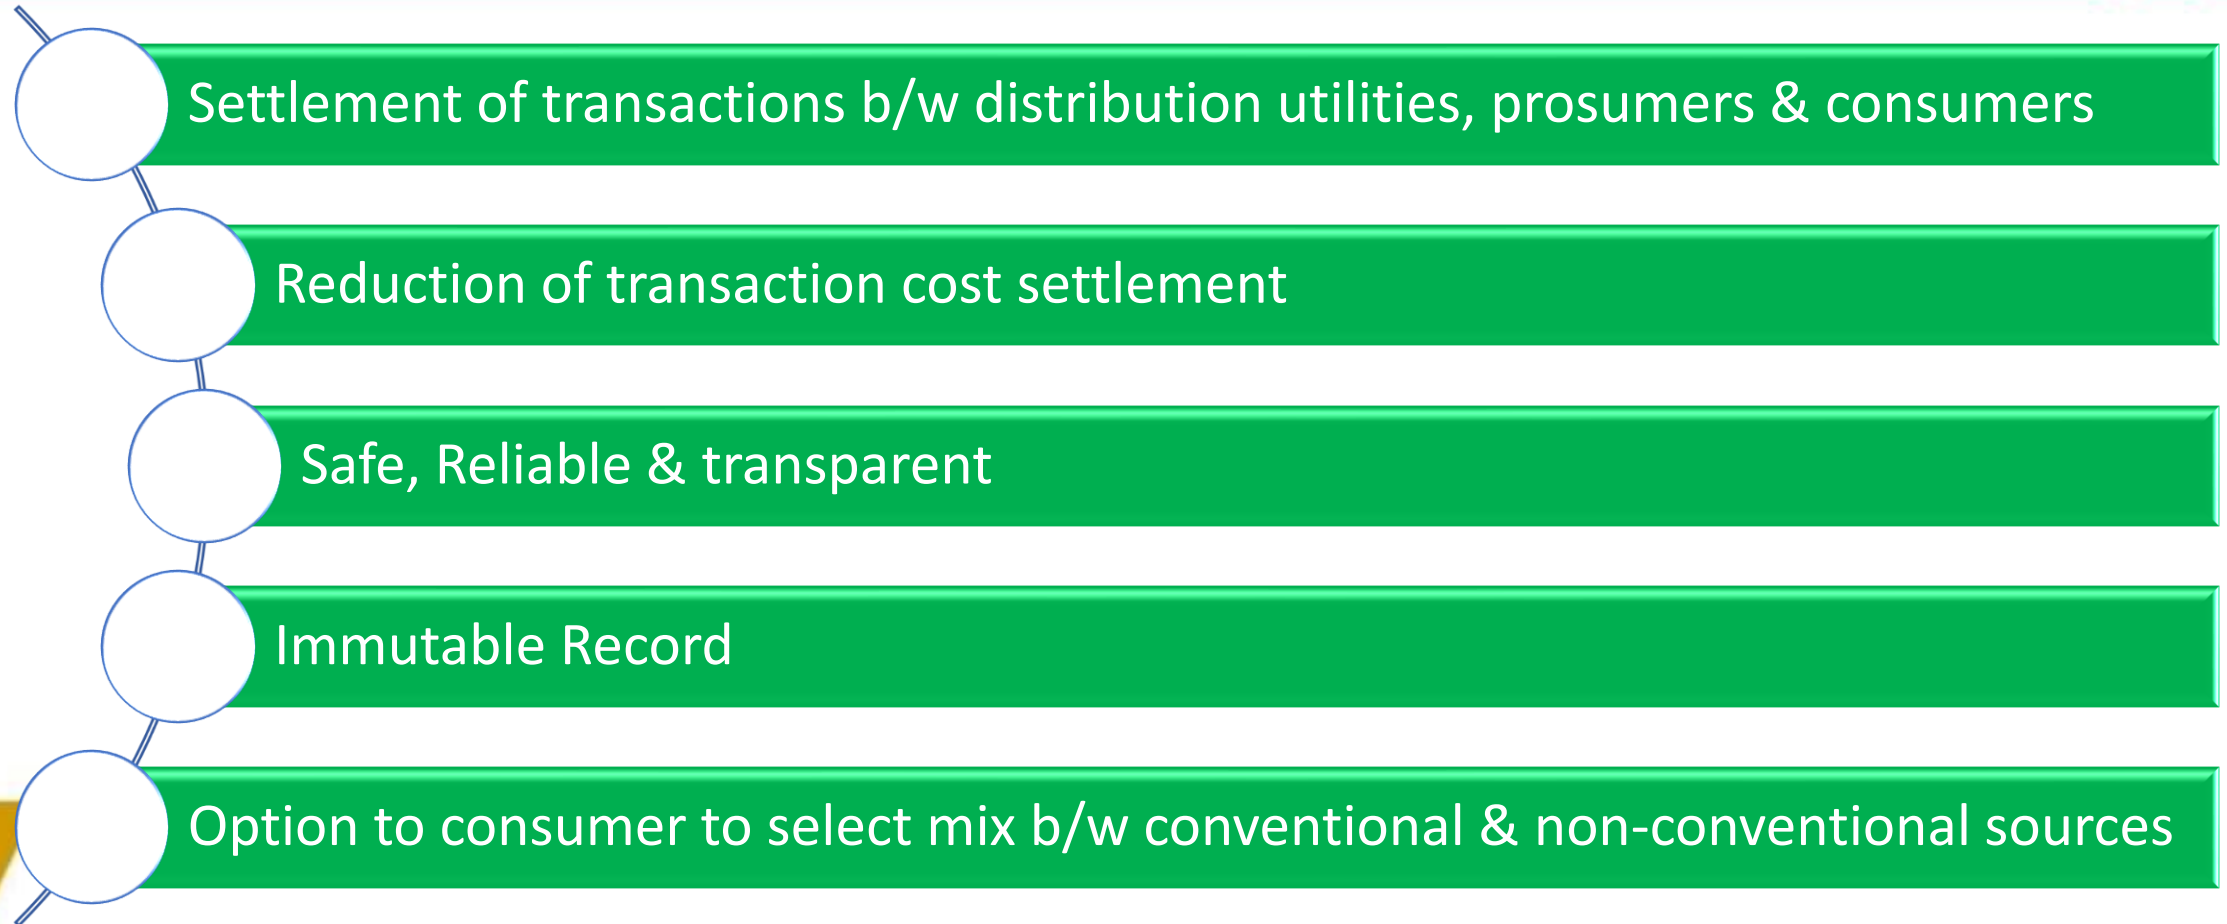 Settlement of transactions b/w distribution utilities, prosumers & consumers
Reduction of transaction cost settlement
Safe, Reliable & transparent
Immutable Record
Option to consumer to select mix b/w conventional & non-conventional sources